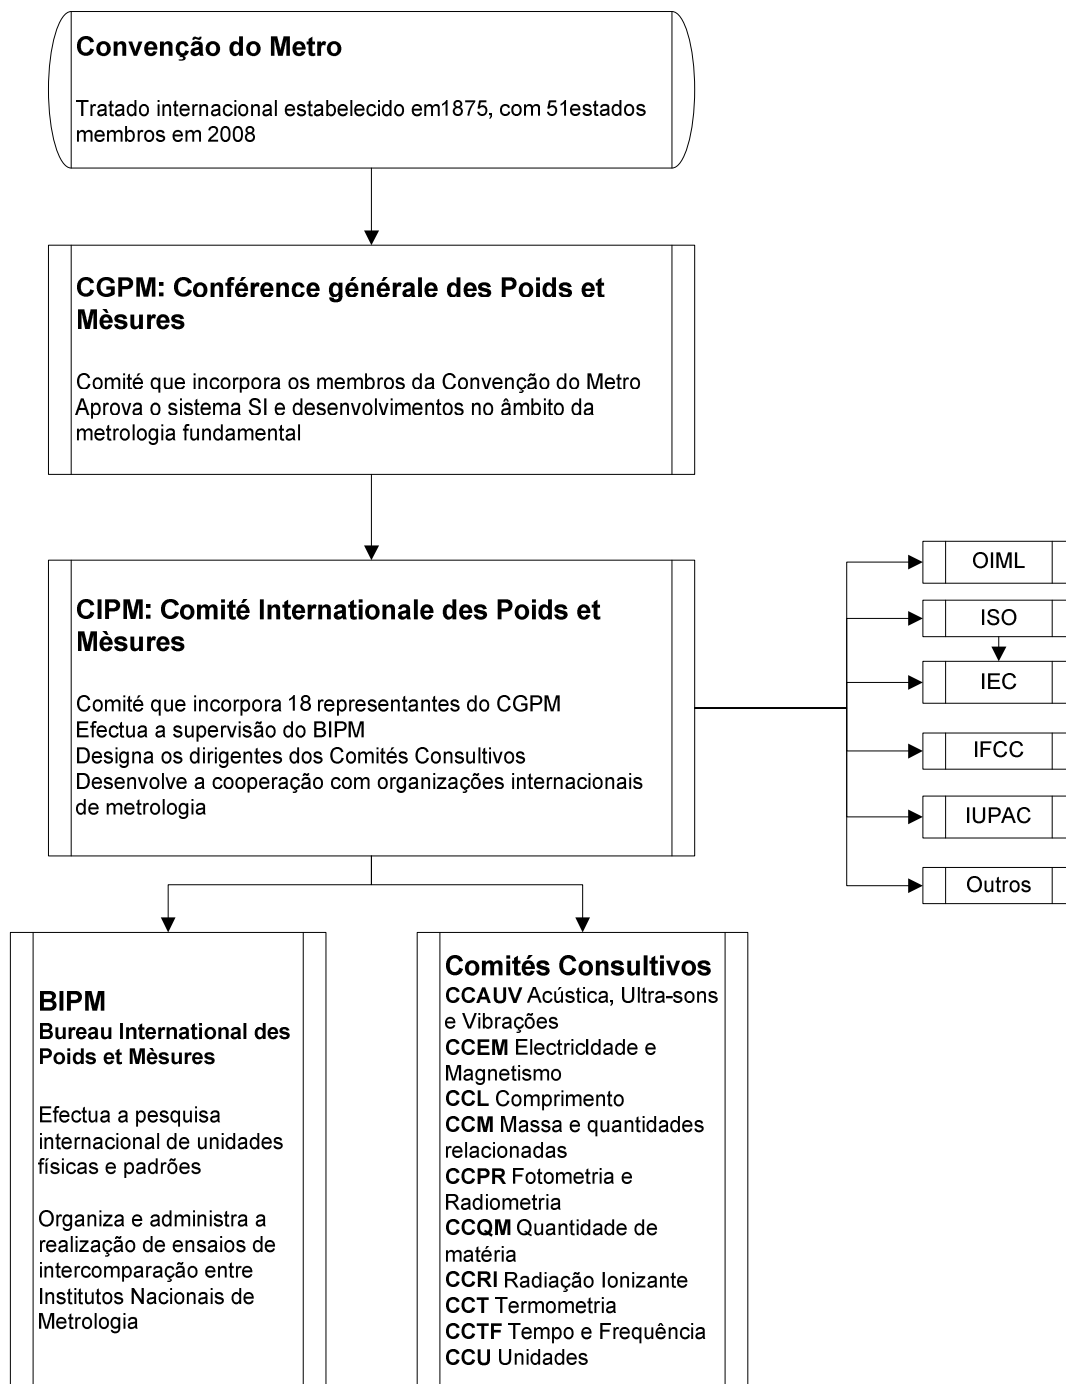 Convenção do Metro
Tratado internacional estabelecido em1875, com 51estados
membros em 2008
CGPM: Conférence générale des Poids et
Mèsures
Comité que incorpora os membros da Convenção do Metro
Aprova o sistema SI e desenvolvimentos no âmbito da
metrologia fundamental
CIPM: Comité Internationale des Poids et
Mèsures
Comité que incorpora 18 representantes do CGPM
Efectua a supervisão do BIPM
Designa os dirigentes dos Comités Consultivos
Desenvolve a cooperação com organizações internacionais
de metrologia
OIML
ISO
IEC
IFCC
IUPAC
Outros
BIPM
Bureau International des
Poids et Mèsures
Efectua a pesquisa
internacional de unidades
físicas e padrões
Organiza e administra a
realização de ensaios de
intercomparação entre
Institutos Nacionais de
Metrologia
Comités Consultivos
CCAUV Acústica, Ultra-sons
e Vibrações
CCEM ElectricIdade e
Magnetismo
CCL Comprimento
CCM Massa e quantidades
relacionadas
CCPR Fotometria e
Radiometria
CCQM Quantidade de
matéria
CCRI Radiação Ionizante
CCT Termometria
CCTF Tempo e Frequência
CCU Unidades